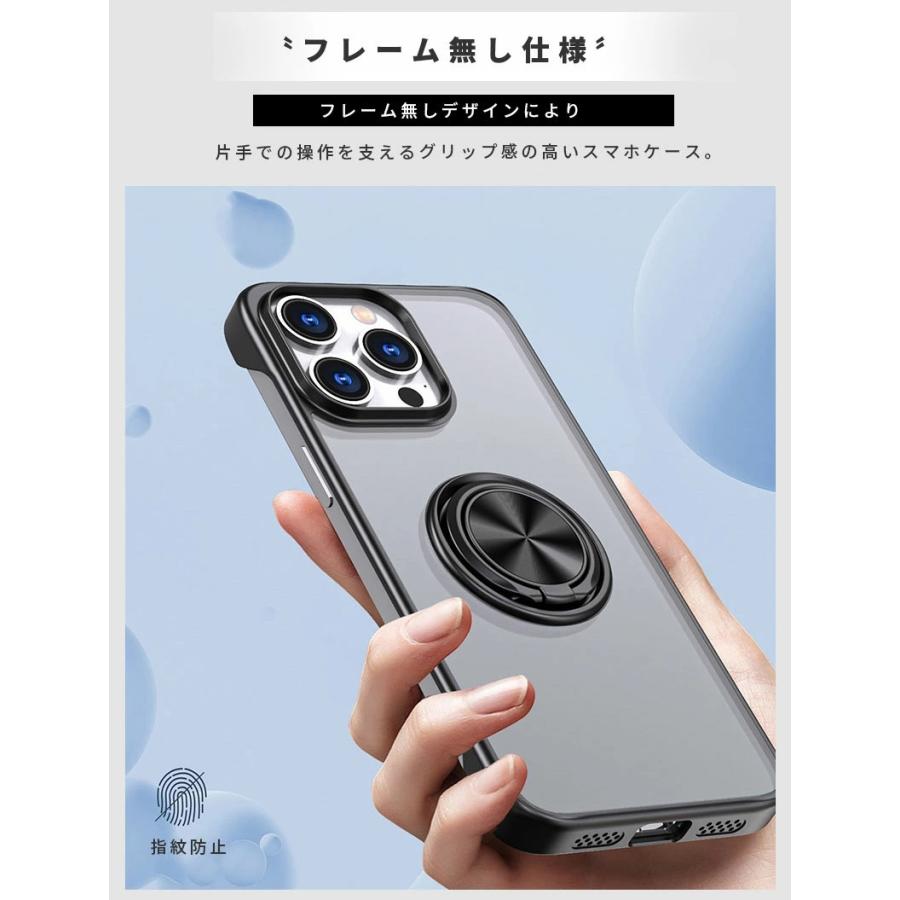 〝フレーム無し仕様〞
フレーム無しデザインにより
片手での操作を支えるグリップ感の高いスマホケース。
指紋防止